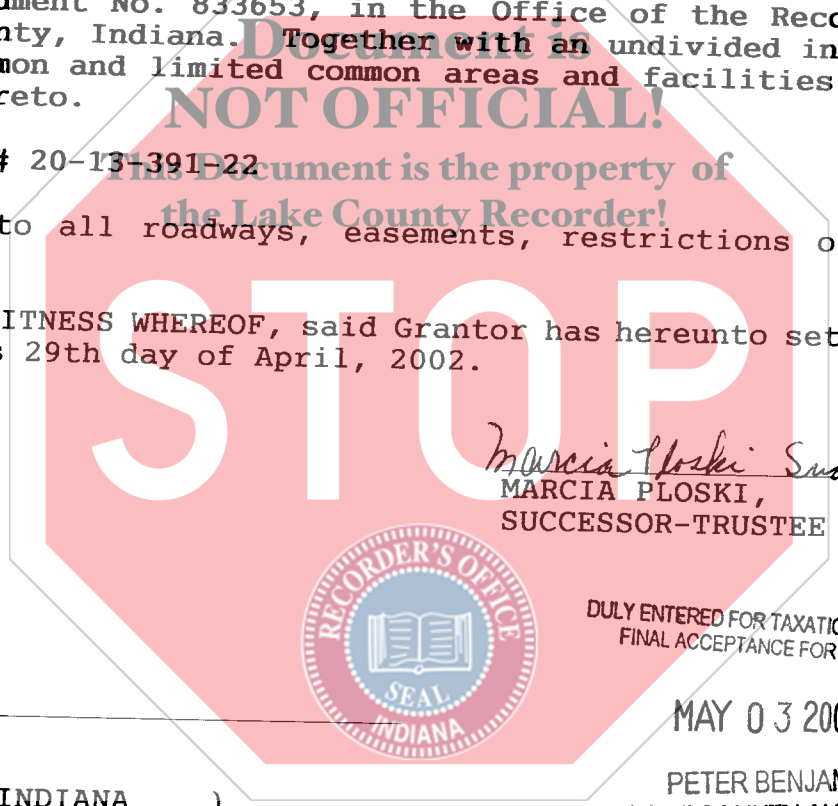 ument No. 833653, in the Office of the Reco
nty, Indiana. Together with an undivided in
mon and limited common areas and facilities
reto.
Document is
NOT OFFICIAL!
This Document is the property of
the Lake County Recorder!
# 20-13-391-22
to all roadways, easements, restrictions o
STOP
ITNESS WHEREOF, said Grantor has hereunto set
s 29th day of April, 2002.
Marcia Ploski Suc
MARCIA PLOSKI,
SUCCESSOR-TRUSTEE
RECORDER'S OFFICE
SEAL
INDIANA
DULY ENTERED FOR TAXATIO
FINAL ACCEPTANCE FOR
MAY 03 200
PETER BENJAM
INDIANA )